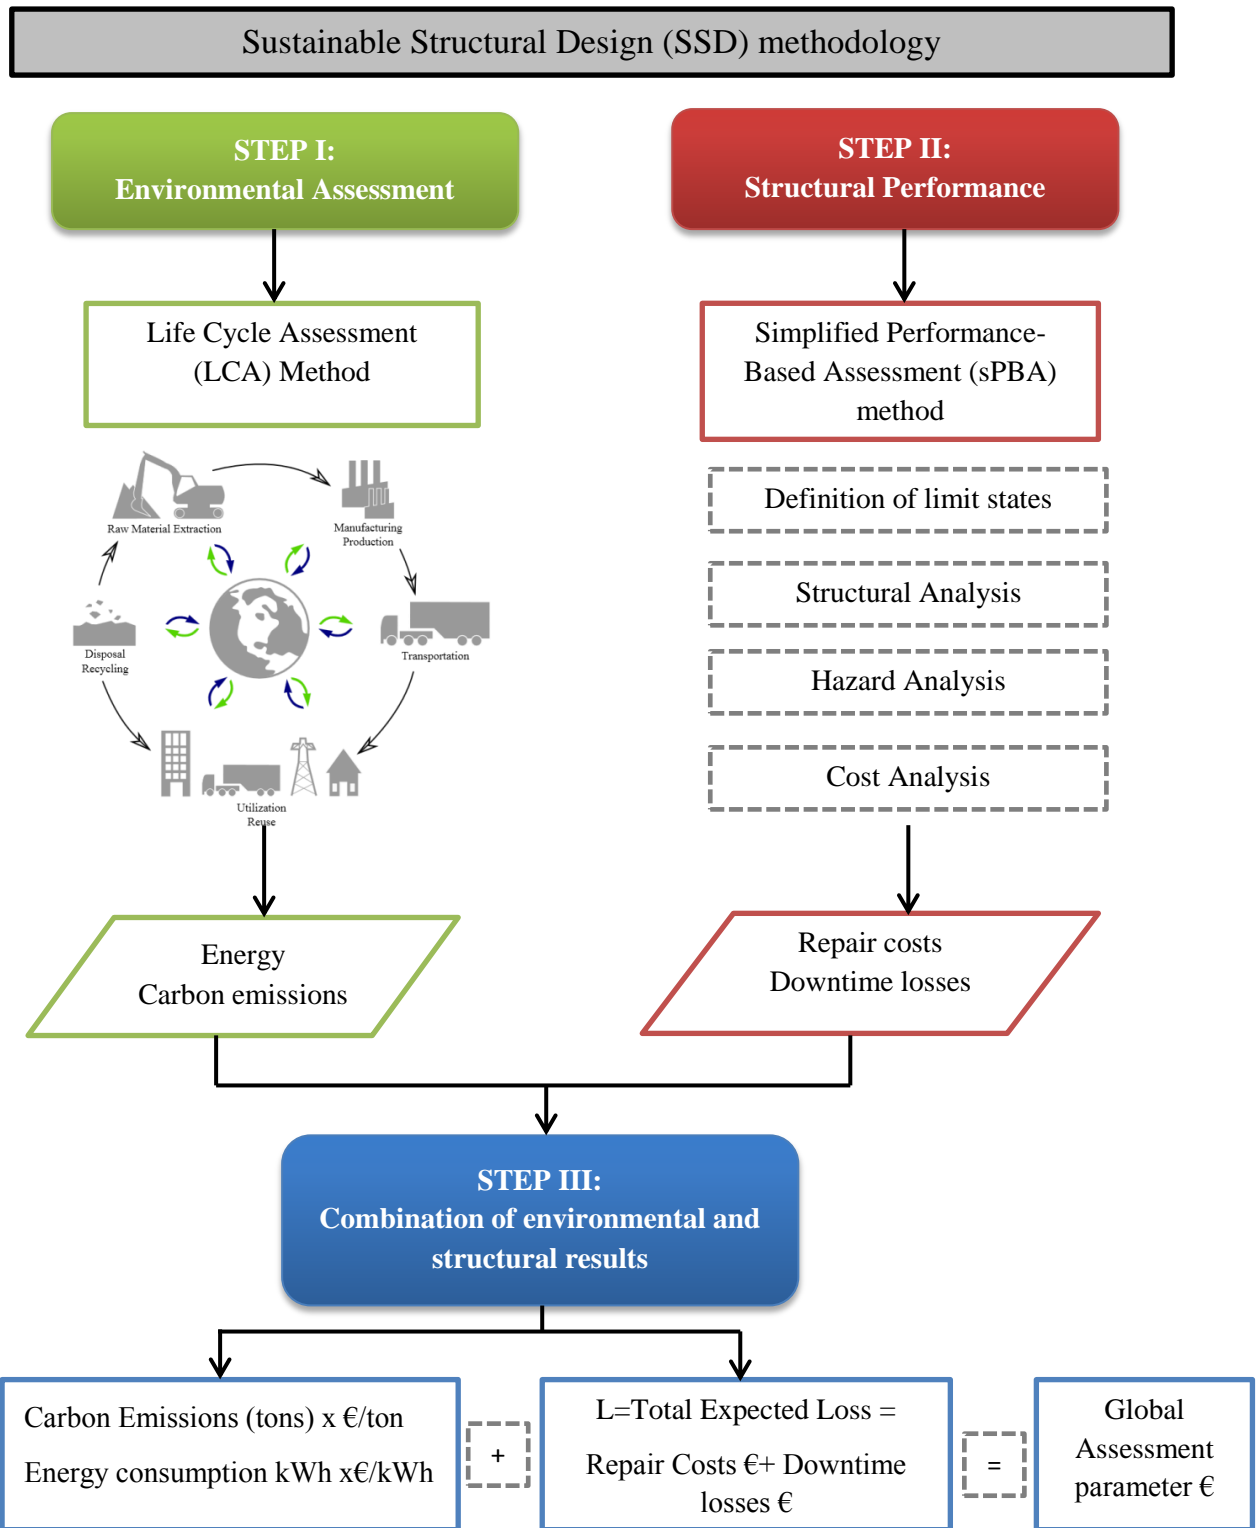 Sustainable Structural Design (SSD) methodology
STEP I:
Environmental Assessment
STEP II:
Structural Performance
Life Cycle Assessment
(LCA) Method
Simplified Performance-
Based Assessment (sPBA)
method
Raw Material Extraction
Manufacturing
Production
Transportation
Disposal
Recycling
Utilization
Reuse
Definition of limit states
Structural Analysis
Hazard Analysis
Cost Analysis
Energy
Carbon emissions
Repair costs
Downtime losses
STEP III:
Combination of environmental and
structural results
Carbon Emissions (tons) x €/ton
Energy consumption kWh x€/kWh
+
L=Total Expected Loss =
Repair Costs €+ Downtime
losses €
=
Global
Assessment
parameter €